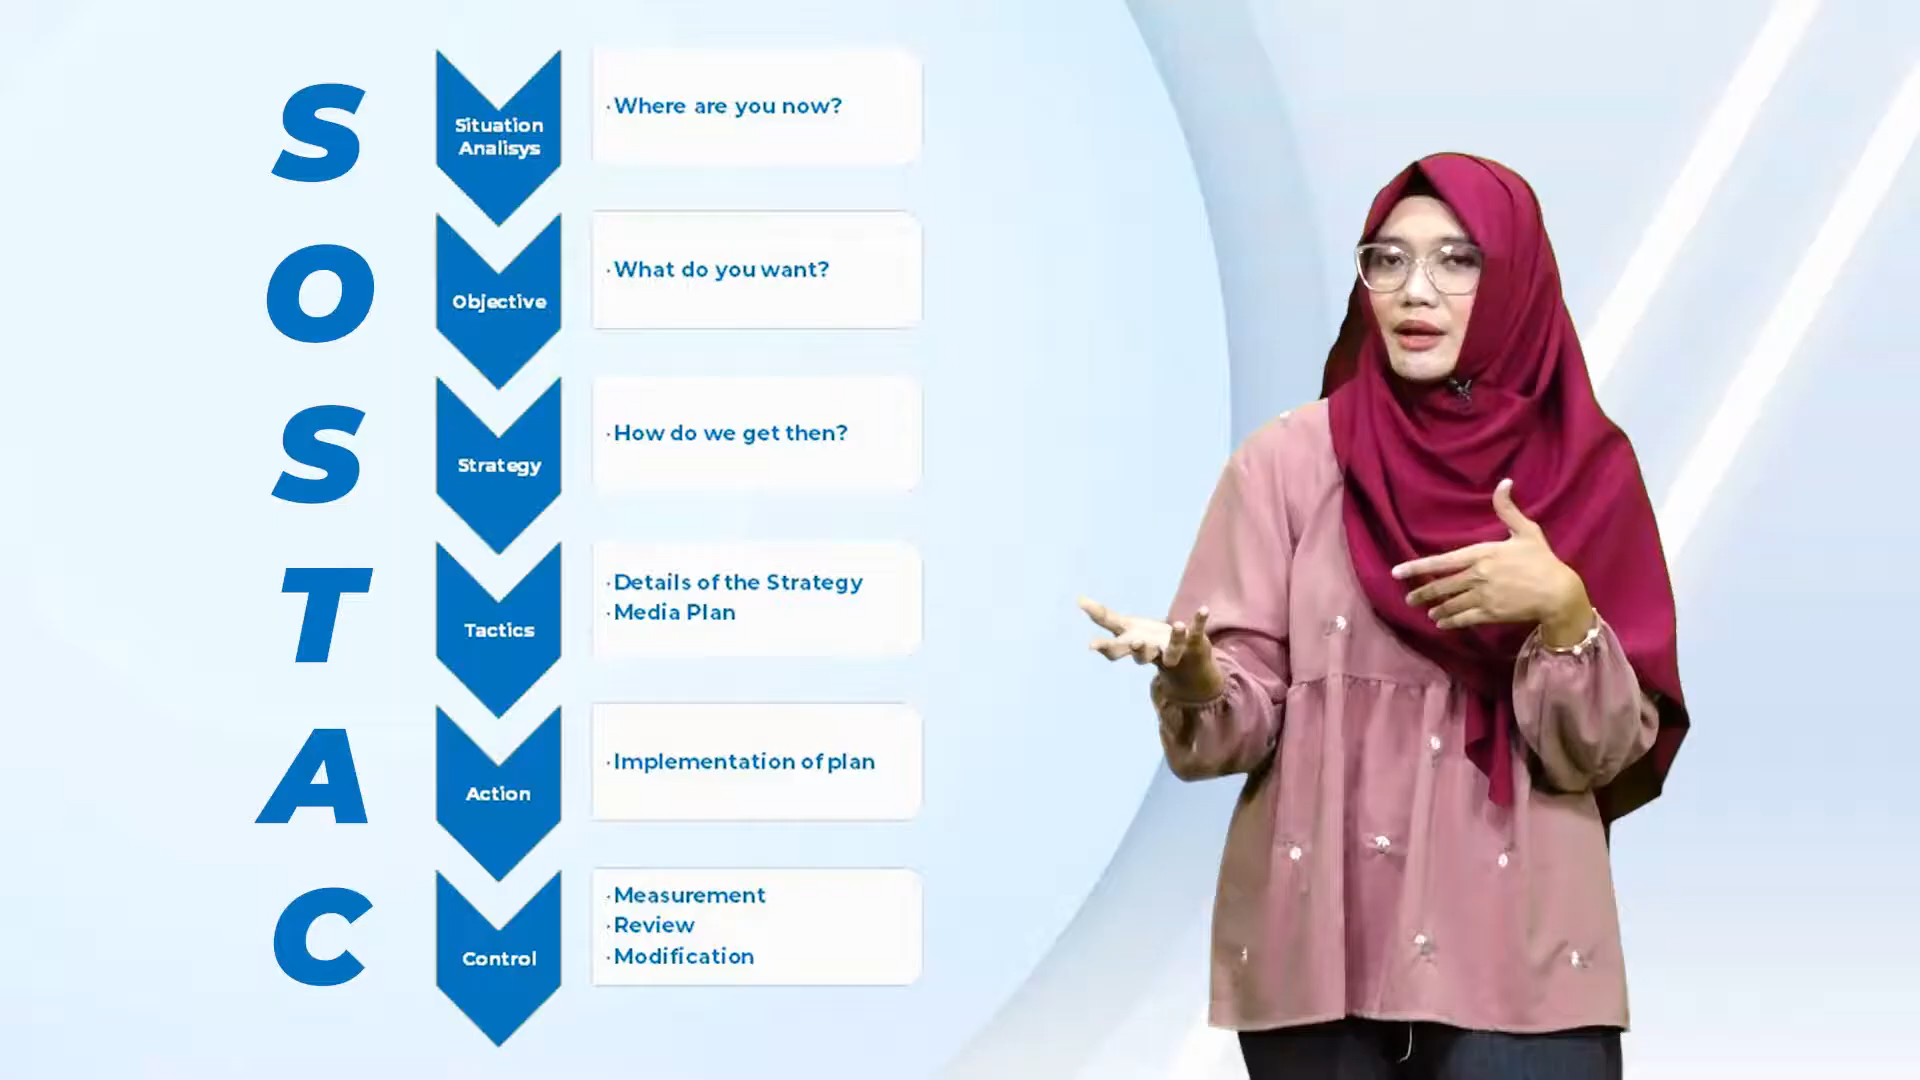 S
Situation
Analisys
·Where are you now?
O
Objective
·What do you want?
S
Strategy
·How do we get then?
T
Tactics
·Details of the Strategy
·Media Plan
A
Action
·Implementation of plan
C
Control
·Measurement
·Review
·Modification